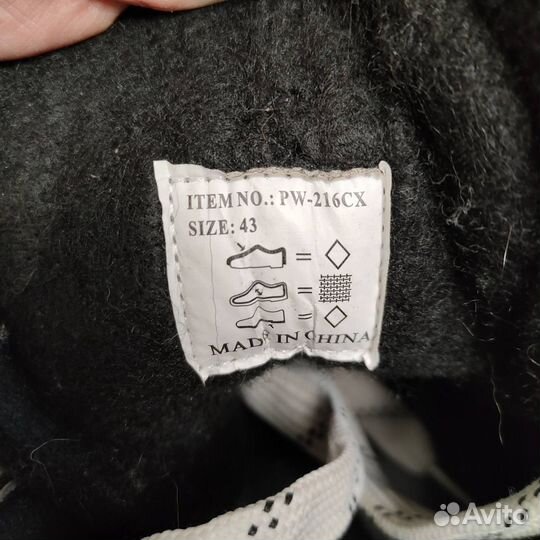 ITEM NO.: PW-216CX
SIZE: 43
MADE IN CHINA
Avito